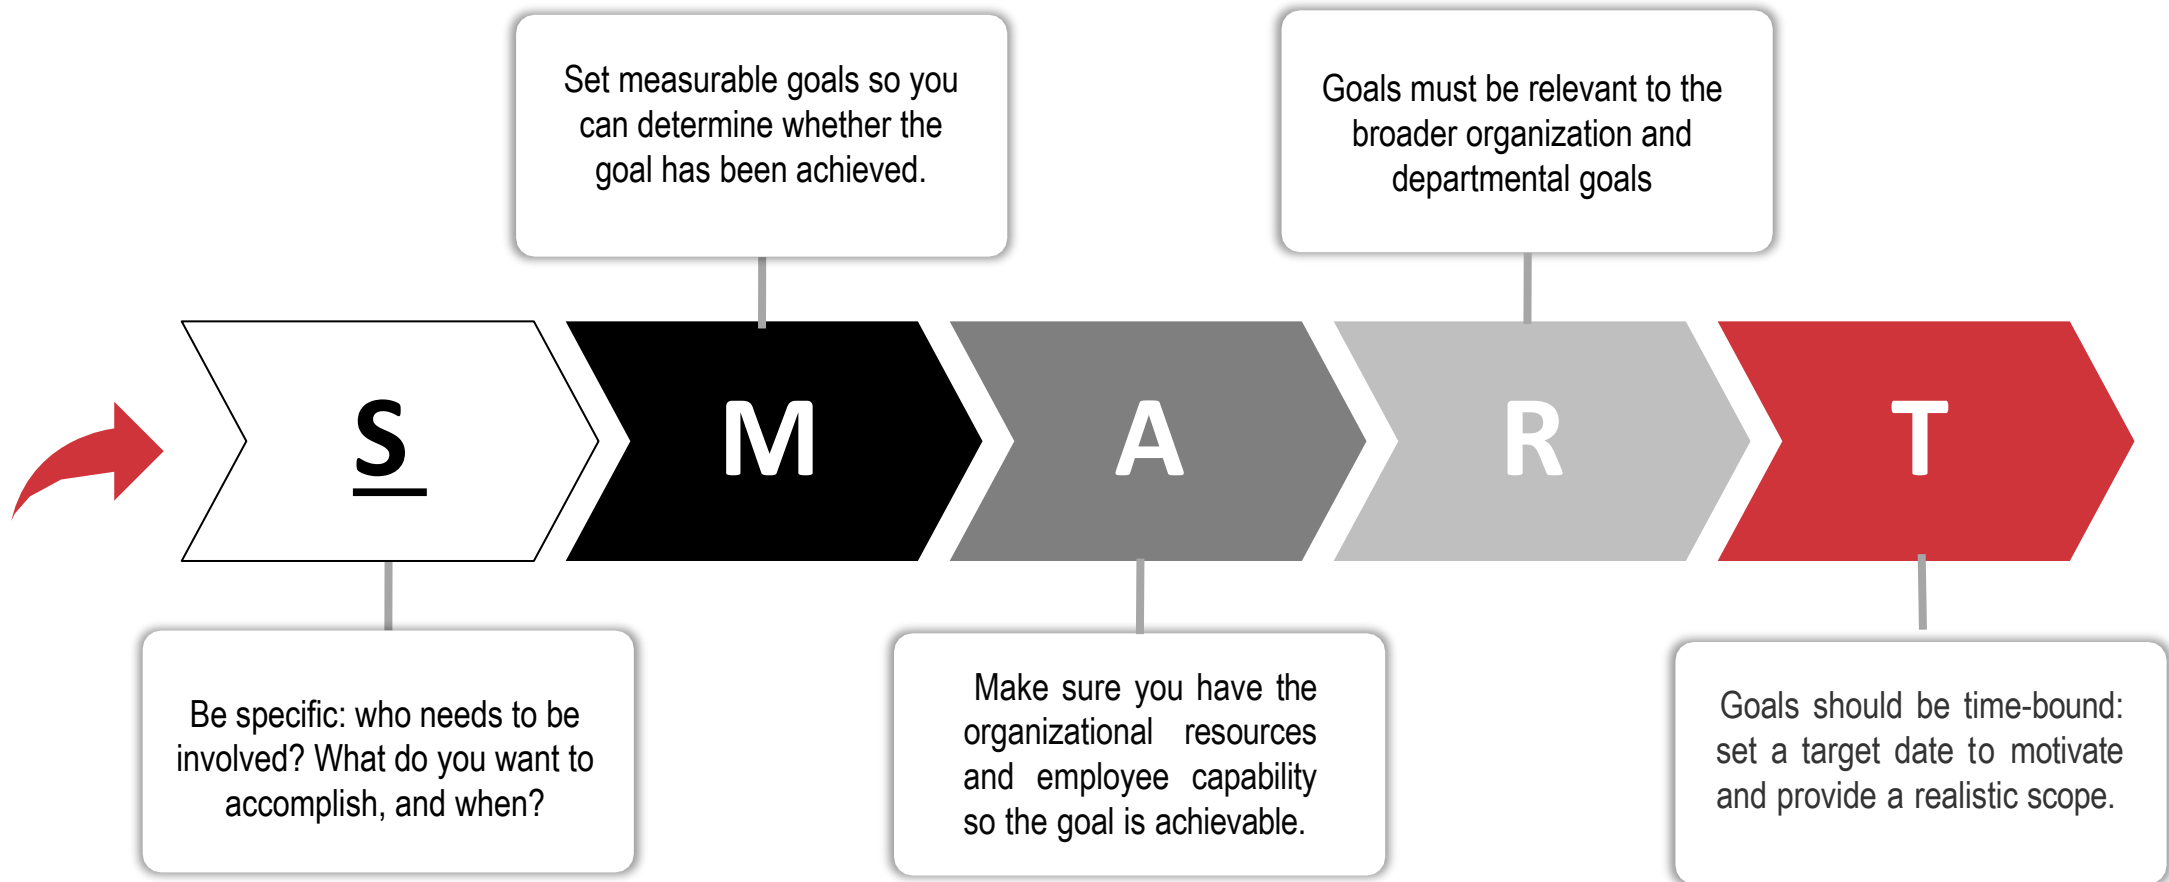 Set measurable goals so you
can determine whether the
goal has been achieved.
Goals must be relevant to the
broader organization and
departmental goals
S
M
A
R
T
Be specific: who needs to be
involved? What do you want to
accomplish, and when?
Make sure you have the
organizational resources
and employee capability
so the goal is achievable.
Goals should be time-bound:
set a target date to motivate
and provide a realistic scope.